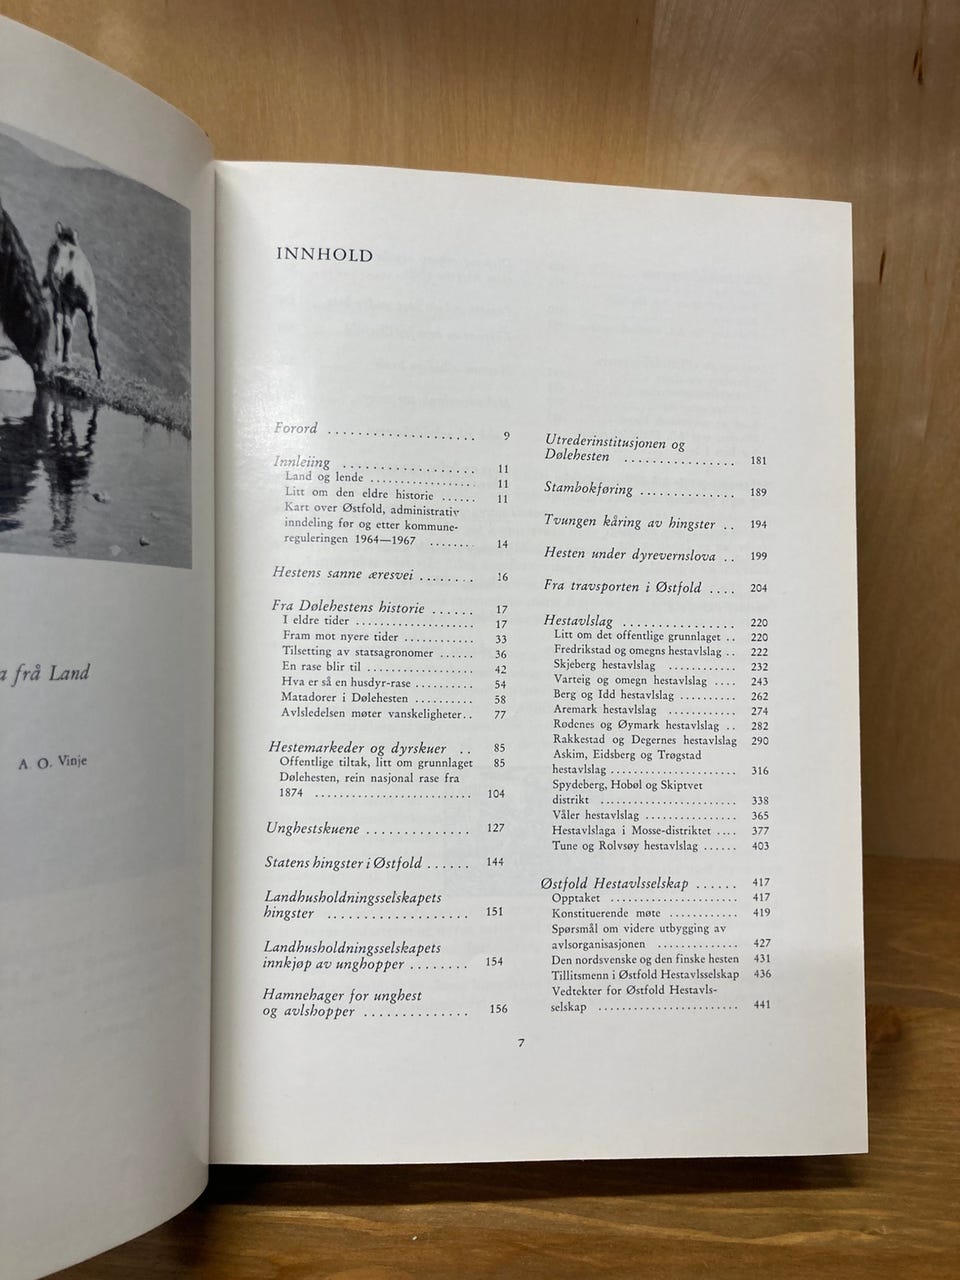 a frå Land
A. O. Vinje
INNHOLD
Forord .................... 9
Innleiing .................. 11
Land og lende .................. 11
Litt om den eldre historie ...... 11
Kart over Østfold, administrativ
inndeling før og etter kommune-
reguleringen 1964—1967 ....... 14
Hestens sanne æresvei ........ 16
Fra Dølehestens historie ...... 17
I eldre tider .................... 17
Fram mot nyere tider ............ 33
Tilsetting av statsagronomer ...... 36
En rase blir til .................. 42
Hva er så en husdyr-rase .......... 54
Matadorer i Dølehesten .......... 58
Avlsledelsen møter vanskeligheter.. 77
Hestemarkeder og dyrskuer .. 85
Offentlige tiltak, litt om grunnlaget 85
Dølehesten, rein nasjonal rase fra
1874 .......................... 104
Unghestskuene .............. 127
Statens hingster i Østfold ...... 144
Landhusholdningsselskapets
hingster ................... 151
Landhusholdningsselskapets
innkjøp av unghopper ........ 154
Hamnehager for unghest
og avlshopper .............. 156
Utrederinstitusjonen og
Dølehesten ................ 181
Stambokføring ............. 189
Tvungen kåring av hingster .. 194
Hesten under dyrevernslova .. 199
Fra travsporten i Østfold .... 204
Hestavlslag ................ 220
Litt om det offentlige grunnlaget .. 220
Fredrikstad og omegns hestavlslag .. 222
Skjeberg hestavlslag ............ 232
Varteig og omegn hestavlslag .... 243
Berg og Idd hestavlslag .......... 262
Aremark hestavlslag ............ 274
Rødenes og Øymark hestavlslag .. 282
Rakkestad og Degernes hestavlslag 290
Askim, Eidsberg og Trøgstad
hestavlslag ..................... 316
Spydeberg, Hobøl og Skiptvet
distrikt ....................... 338
Våler hestavlslag ............... 365
Hestavlslaga i Mosse-distriktet .... 377
Tune og Rolvsøy hestavlslag ...... 403
Østfold Hestavlsselskap ...... 417
Opptaket ...................... 417
Konstituerende møte ............ 419
Spørsmål om videre utbygging av
avlsorganisasjonen .............. 427
Den nordsvenske og den finske hesten 431
Tillitsmenn i Østfold Hestavlsselskap 436
Vedtekter for Østfold Hestavls-
selskap ........................ 441
7